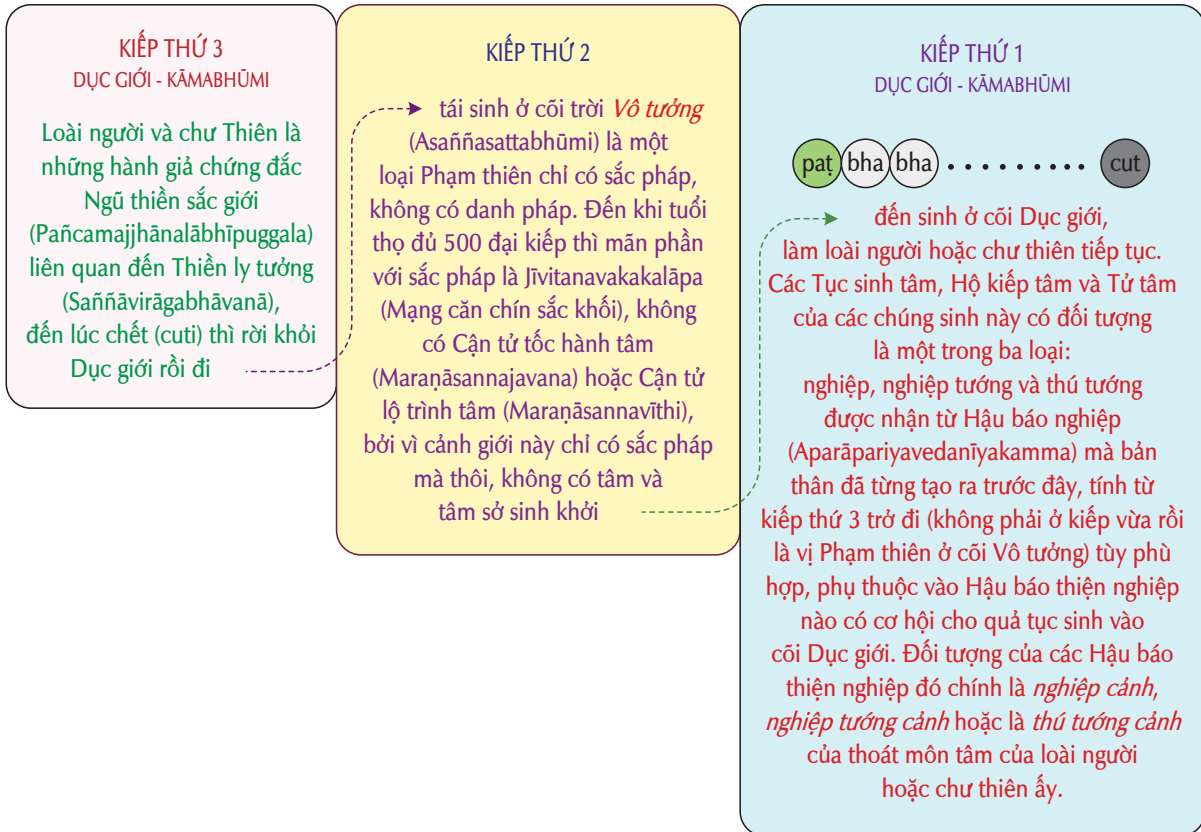 KIẾP THỨ 3
DỤC GIỚI - KĀMABHŪMI
Loài người và chư Thiên là
những hành giả chứng đắc
Ngũ thiền sắc giới
(Pañcamajjhānalābhīpuggala)
liên quan đến Thiền ly tưởng
(Saññāvirāgabhāvanā),
đến lúc chết (cuti) thì rời khỏi
Dục giới rồi đi
KIẾP THỨ 2
tái sinh ở cõi trời Vô tưởng
(Asaññasattabhūmi) là một
loại Phạm thiên chỉ có sắc pháp,
không có danh pháp. Đến khi tuổi
thọ đủ 500 đại kiếp thì mãn phần
với sắc pháp là Jīvitanavakakalāpa
(Mạng căn chín sắc khối), không
có Cận tử tốc hành tâm
(Maraṇāsannajavana) hoặc Cận tử
lộ trình tâm (Maraṇāsannavīthi),
bởi vì cảnh giới này chỉ có sắc pháp
mà thôi, không có tâm và
tâm sở sinh khởi
KIẾP THỨ 1
DỤC GIỚI - KĀMABHŪMI
paṭ bha bha . . . . . . . . . cut
đến sinh ở cõi Dục giới,
làm loài người hoặc chư thiên tiếp tục.
Các Tục sinh tâm, Hộ kiếp tâm và Tử tâm
của các chúng sinh này có đối tượng
là một trong ba loại:
nghiệp, nghiệp tướng và thú tướng
được nhận từ Hậu báo nghiệp
(Aparāpariyavedanīyakamma) mà bản
thân đã từng tạo ra trước đây, tính từ
kiếp thứ 3 trở đi (không phải ở kiếp vừa rồi
là vị Phạm thiên ở cõi Vô tưởng) tùy phù
hợp, phụ thuộc vào Hậu báo thiện nghiệp
nào có cơ hội cho quả tục sinh vào
cõi Dục giới. Đối tượng của các Hậu báo
thiện nghiệp đó chính là nghiệp cảnh,
nghiệp tướng cảnh hoặc là thú tướng cảnh
của thoát môn tâm của loài người
hoặc chư thiên ấy.